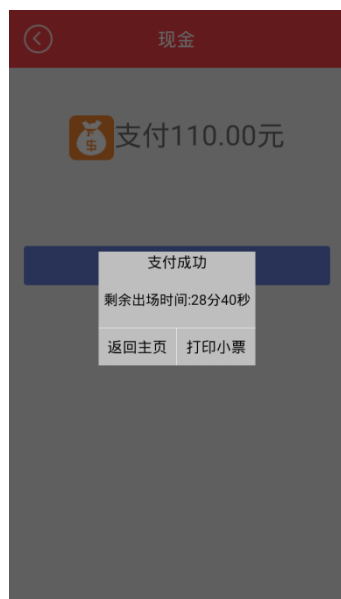 现金
支付110.00元
支付成功
剩余出场时间:28分40秒
返回主页 打印小票